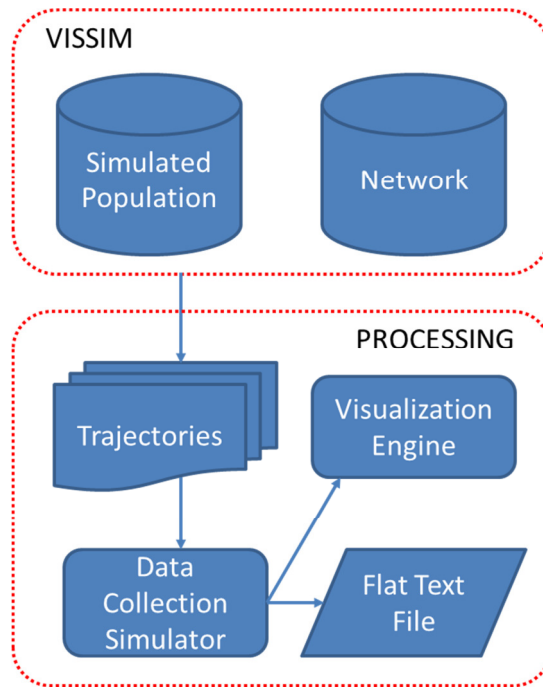 VISSIM
Simulated
Population
Network
PROCESSING
Trajectories
Visualization
Engine
Data
Collection
Simulator
Flat Text
File